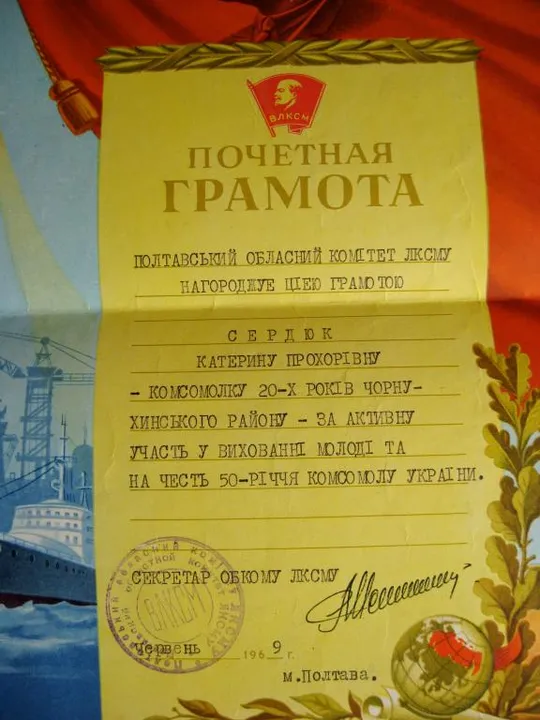 ВЛКСМ
ПОЧЕТНАЯ
ГРАМОТА
ПОЛТАВСЬКИЙ ОБЛАСНИЙ КОМІТЕТ ЛКСМУ
НАГОРОДЖУЄ ЦІЄЮ ГРАМОТОЮ
СЕРДЮК
КАТЕРИНУ ПРОХОРІВНУ
- КОМСОМОЛКУ 20-Х РОКІВ ЧОРНУ-
ХИНСЬКОГО РАЙОНУ - ЗА АКТИВНУ
УЧАСТЬ У ВИХОВАННІ МОЛОДІ ТА
НА ЧЕСТЬ 50-РІЧЧЯ КОМСОМОЛУ УКРАЇНИ.
СЕКРЕТАР ОБКОМУ ЛКСМУ
ВЛКСМ
Червень 1969 г.
м.Полтава.